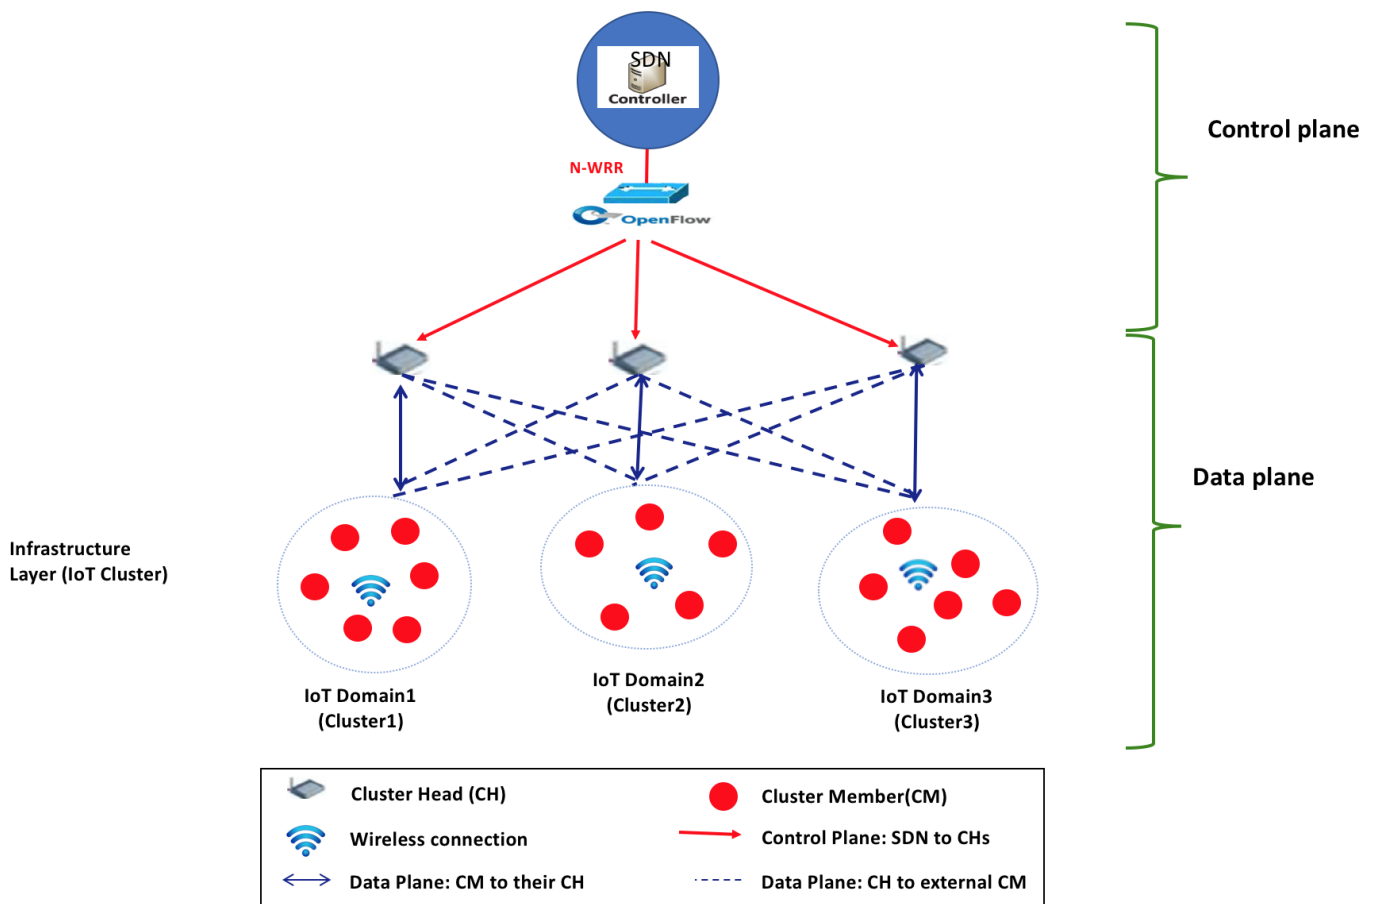 SDN
Controller
Control plane
N-WRR
OpenFlow
Data plane
Infrastructure
Layer (IoT Cluster)
IoT Domain1
(Cluster1)
IoT Domain2
(Cluster2)
IoT Domain3
(Cluster3)
Cluster Head (CH)
Cluster Member(CM)
Wireless connection
Control Plane: SDN to CHs
Data Plane: CM to their CH
Data Plane: CH to external CM